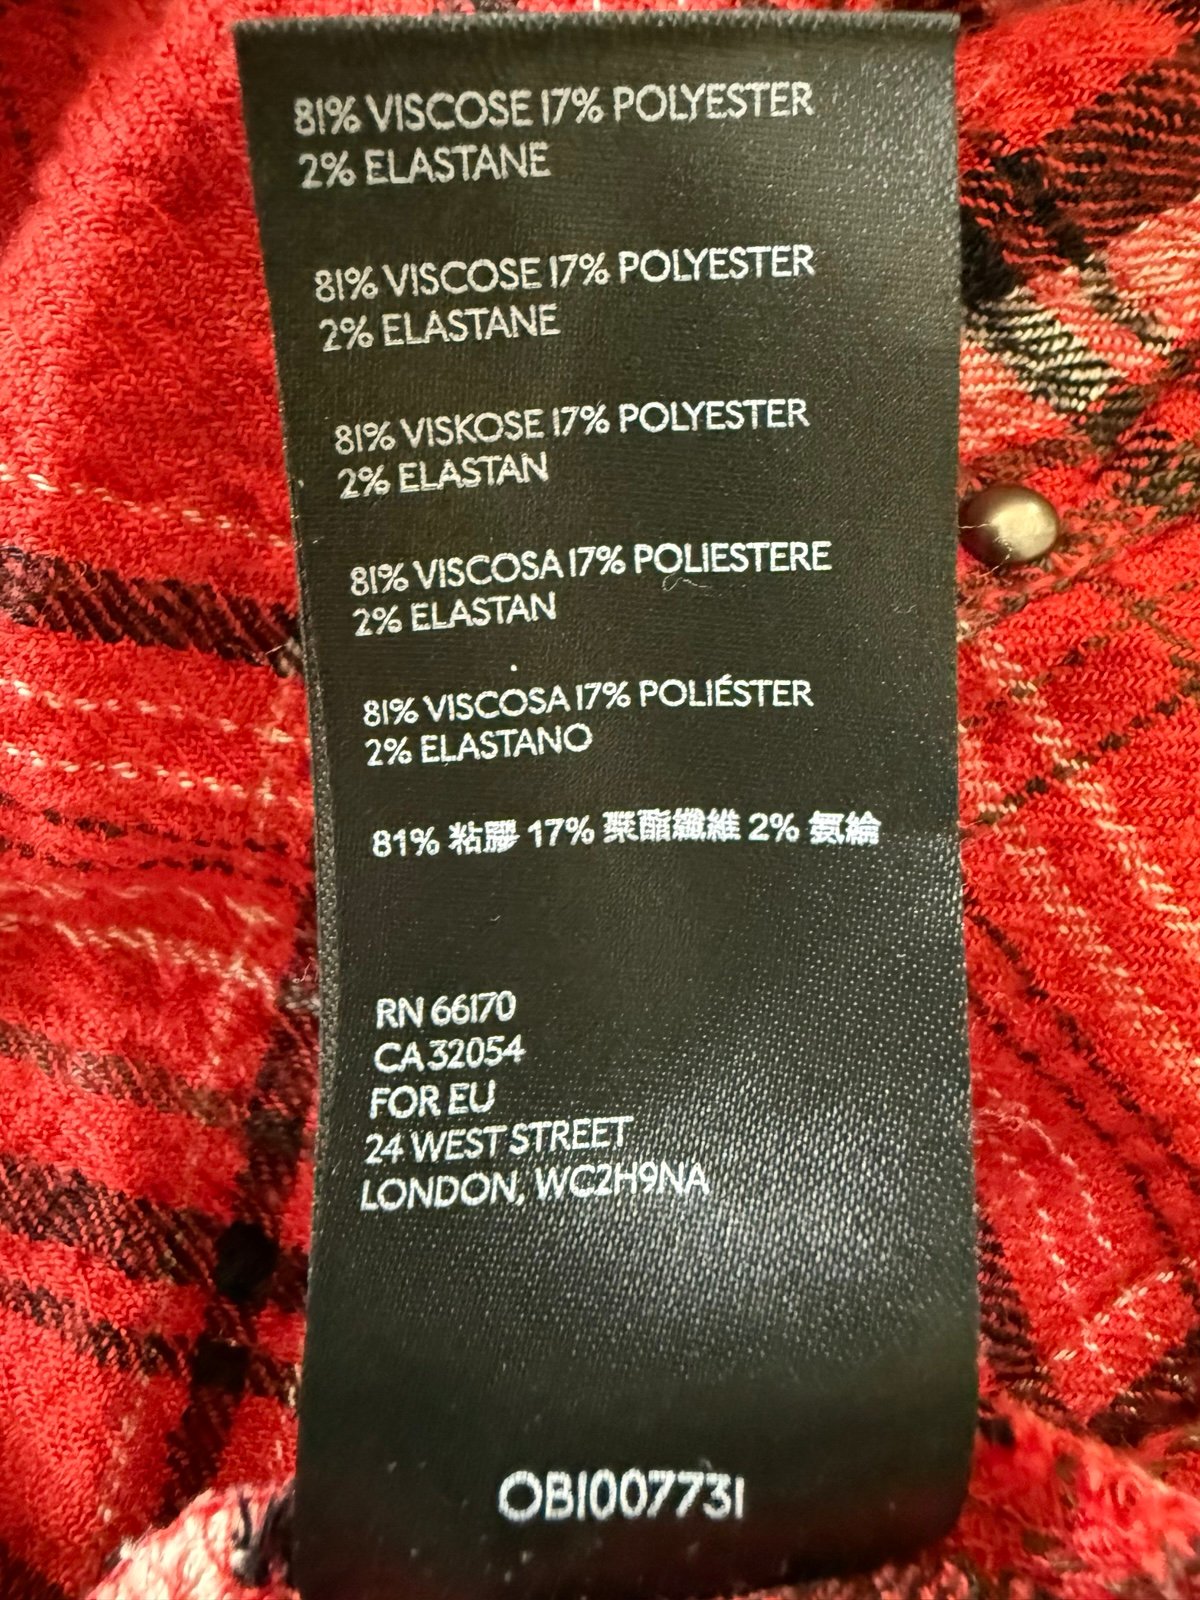 81% VISCOSE 17% POLYESTER
2% ELASTANE
81% VISCOSE 17% POLYESTER
2% ELASTANE
81% VISKOSE 17% POLYESTER
2% ELASTAN
81% VISCOSA 17% POLIESTERE
2% ELASTAN
81% VISCOSA 17% POLIÉSTER
2% ELASTANO
81% 粘膠 17% 聚酯纖維 2% 氨綸
RN 66170
CA 32054
FOR EU
24 WEST STREET
LONDON, WC2H9NA
OB1007731